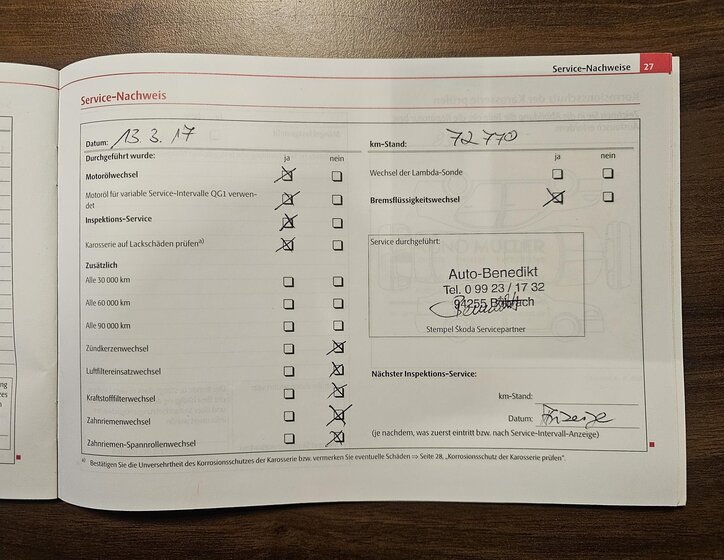 Service-Nachweise 27
Service-Nachweis
Datum: 13.3.17
km-Stand: 72 770
Durchgeführt wurde: ja nein
ja nein
Motorölwechsel
Wechsel der Lambda-Sonde
Motoröl für variable Service-Intervalle QG1 verwen-
det
Bremsflüssigkeitswechsel
Inspektions-Service
Karosserie auf Lackschäden prüfen a)
Service durchgeführt:
Zusätzlich
Alle 30 000 km
Auto-Benedikt
Tel. 0 99 23 / 17 32
94255
Alle 60 000 km
Alle 90 000 km
Stempel Škoda Servicepartner
Zündkerzenwechsel
Luftfiltereinsatzwechsel
Nächster Inspektions-Service:
Kraftstofffilterwechsel
km-Stand:
Zahnriemenwechsel
Datum: Anzeige
Zahnriemen-Spannrollenwechsel
(je nachdem, was zuerst eintritt bzw. nach Service-Intervall-Anzeige)
a) Bestätigen Sie die Unversehrtheit des Korrosionsschutzes der Karosserie bzw. vermerken Sie eventuelle Schäden ⇒ Seite 28, „Korrosionsschutz der Karosserie prüfen".